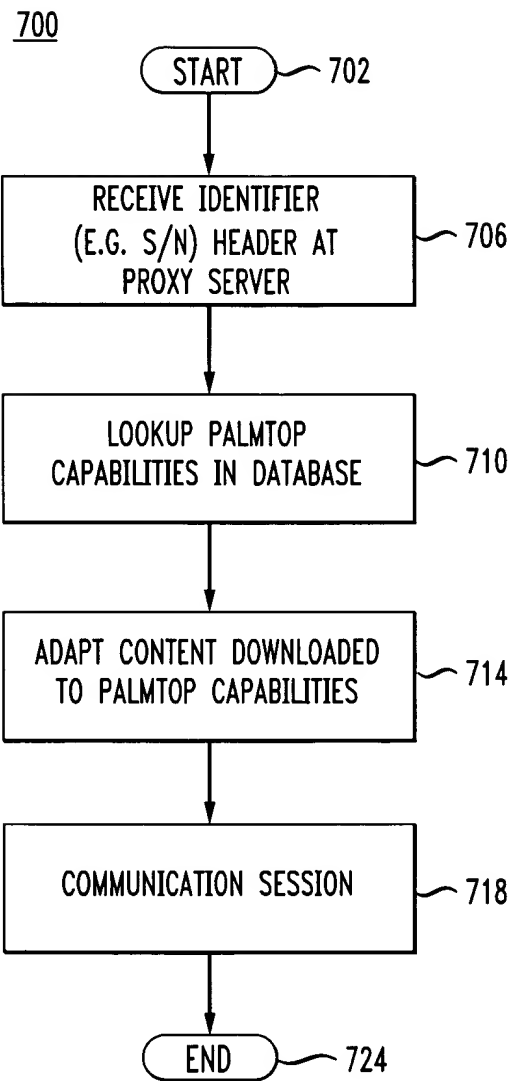 700
START 702
RECEIVE IDENTIFIER
(E.G. S/N) HEADER AT
PROXY SERVER
706
LOOKUP PALMTOP
CAPABILITIES IN DATABASE
710
ADAPT CONTENT DOWNLOADED
TO PALMTOP CAPABILITIES
714
COMMUNICATION SESSION
718
END 724